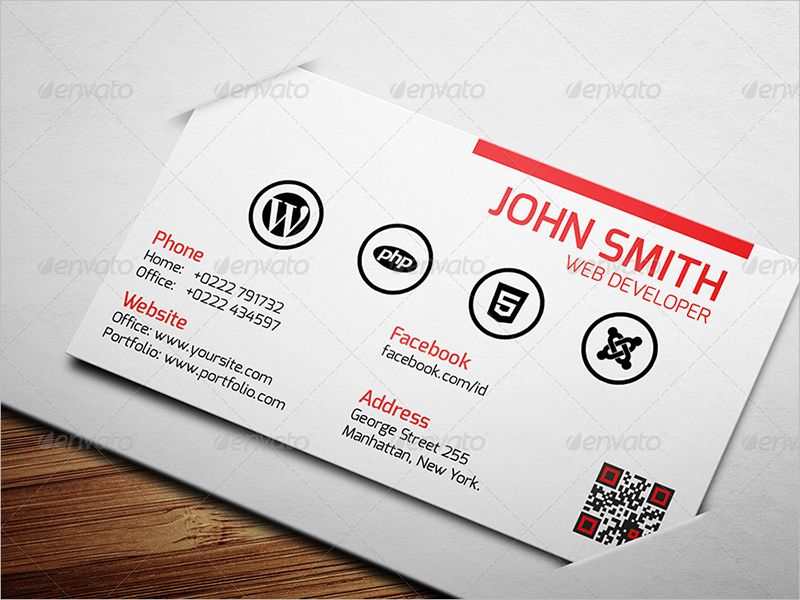 JOHN SMITH
WEB DEVELOPER
php
Phone
Home: +0222 791732
Office: +0222 434597
Website
Office: www.yoursite.com
Portfolio: www.portfolio.com
Facebook
facebook.com/id
Address
George Street 255
Manhattan, New York.
envato